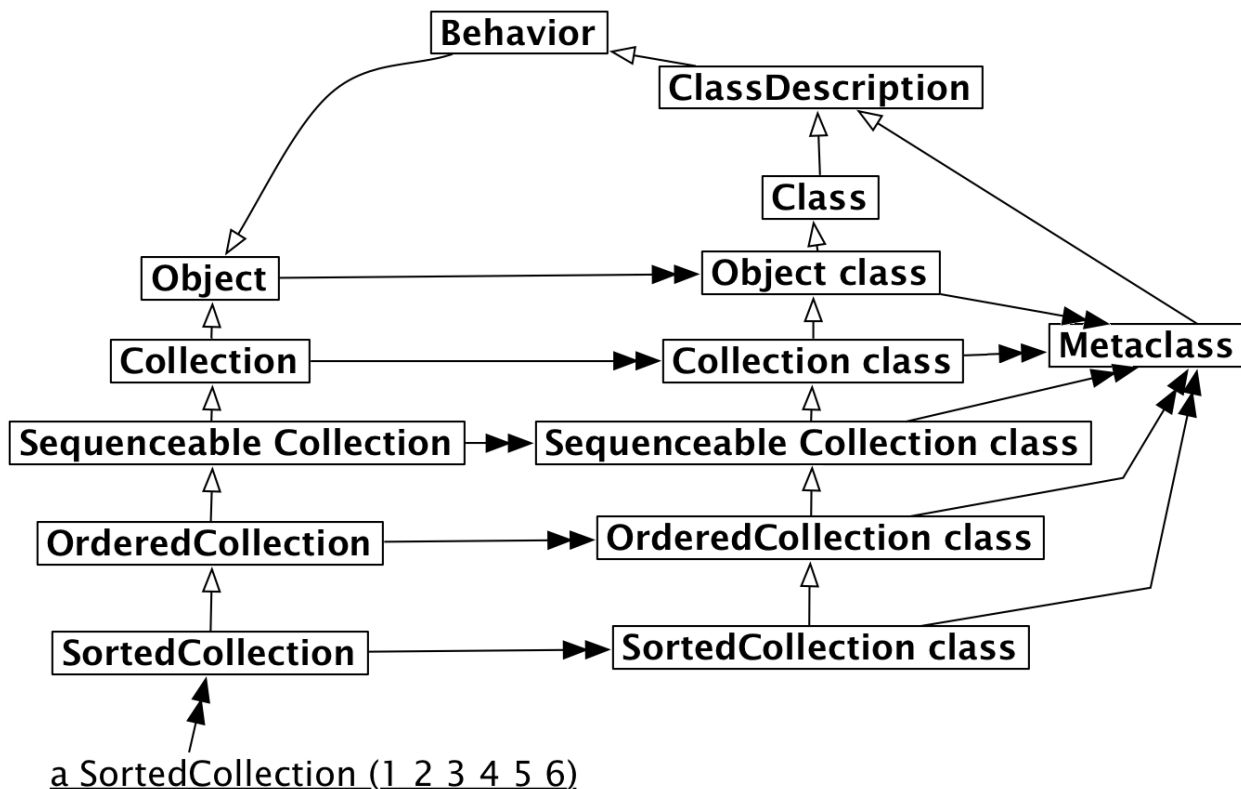 Behavior
ClassDescription
Class
Object
Object class
Metaclass
Collection
Collection class
Sequenceable Collection
Sequenceable Collection class
OrderedCollection
OrderedCollection class
SortedCollection
SortedCollection class
a SortedCollection (1 2 3 4 5 6)